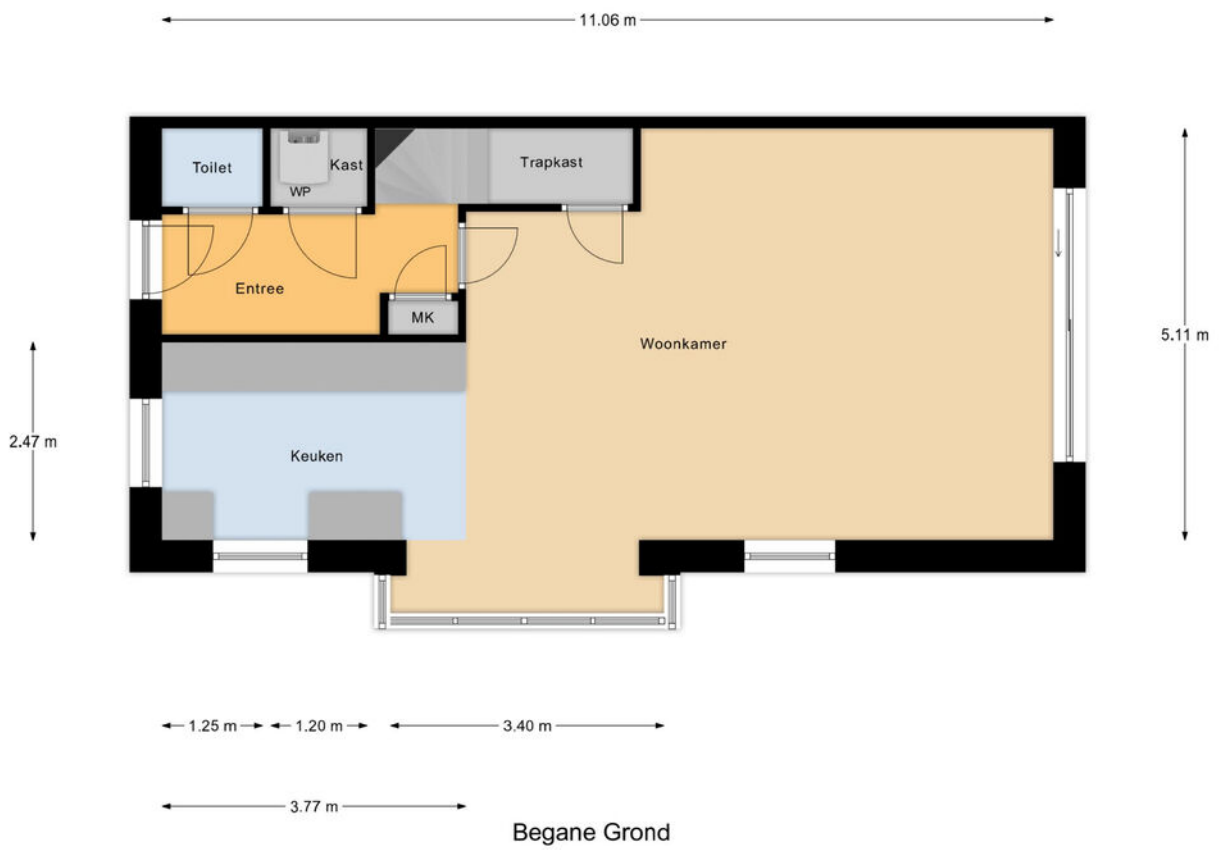 11.06 m
Toilet
Kast
WP
Trapkast
Entree
MK
Woonkamer
5.11 m
2.47 m
Keuken
1.25 m
1.20 m
3.40 m
3.77 m
Begane Grond